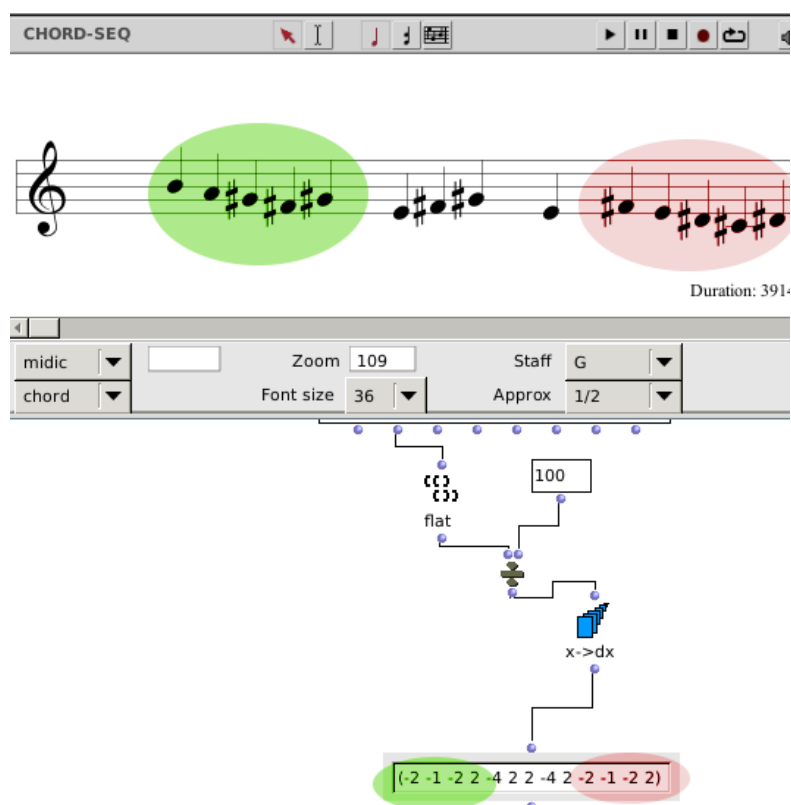 CHORD-SEQ
Duration: 3914
midic Zoom 109 Staff G
chord Font size 36 Approx 1/2
100
flat
x->dx
(-2 -1 -2 2 -4 2 2 -4 2 -2 -1 -2 2)